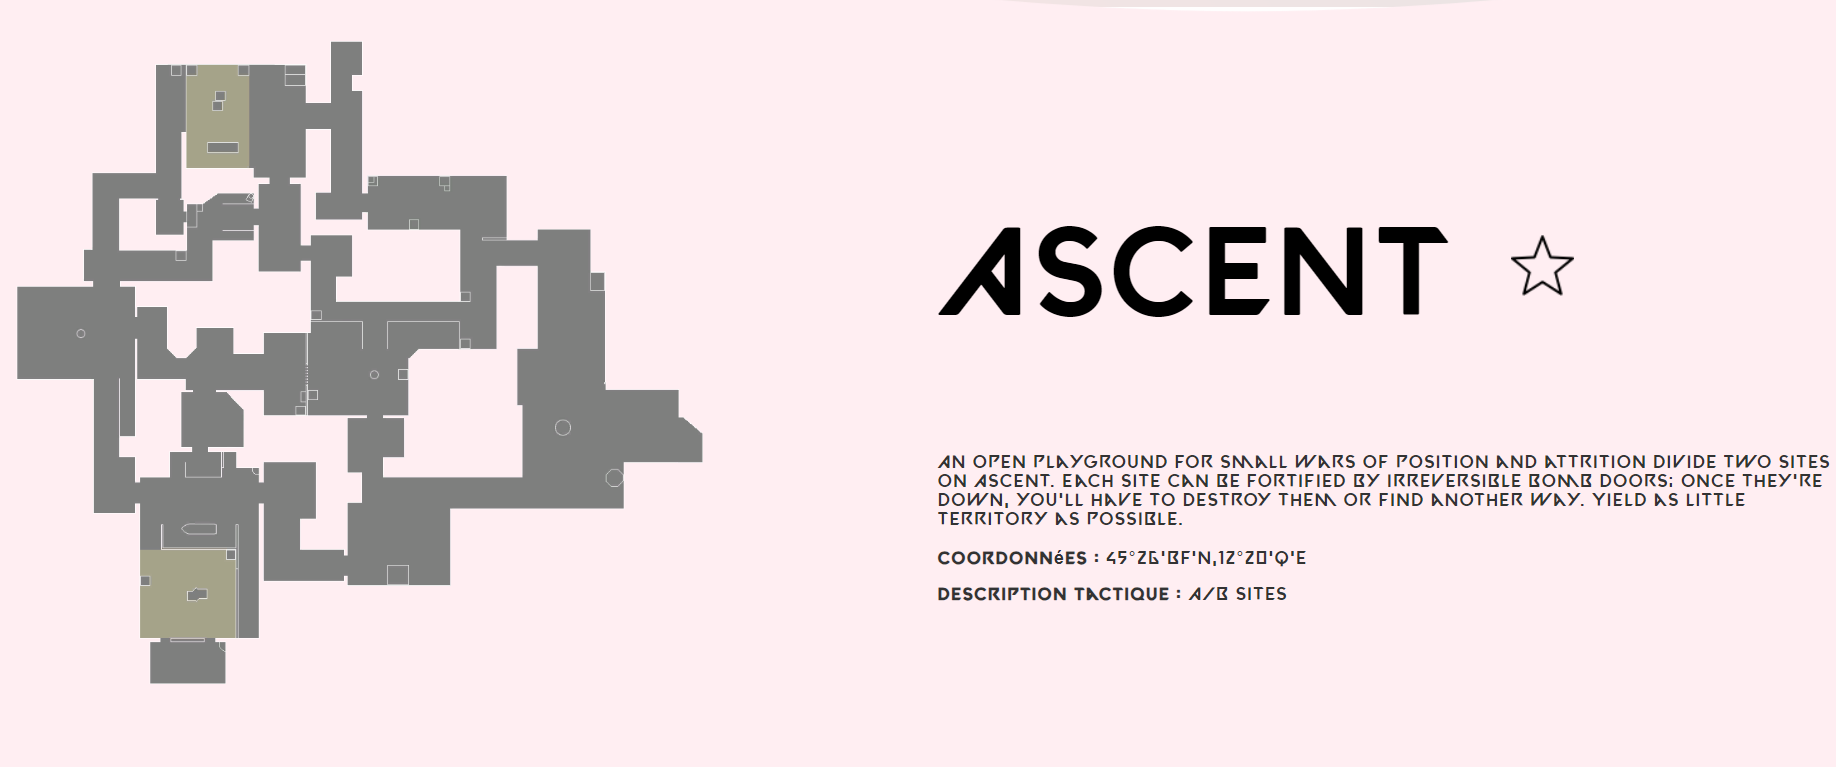 ASCENT
AN OPEN PLAYGROUND FOR SMALL WARS OF POSITION AND ATTRITION DIVIDE TWO SITES
ON ASCENT. EACH SITE CAN BE FORTIFIED BY IRREVERSIBLE BOMB DOORS; ONCE THEY'RE
DOWN, YOU'LL HAVE TO DESTROY THEM OR FIND ANOTHER WAY. YIELD AS LITTLE
TERRITORY AS POSSIBLE.
COORDONNéES : 45°26'BF'N,12°20'Q'E
DESCRIPTION TACTIQUE : A/B SITES